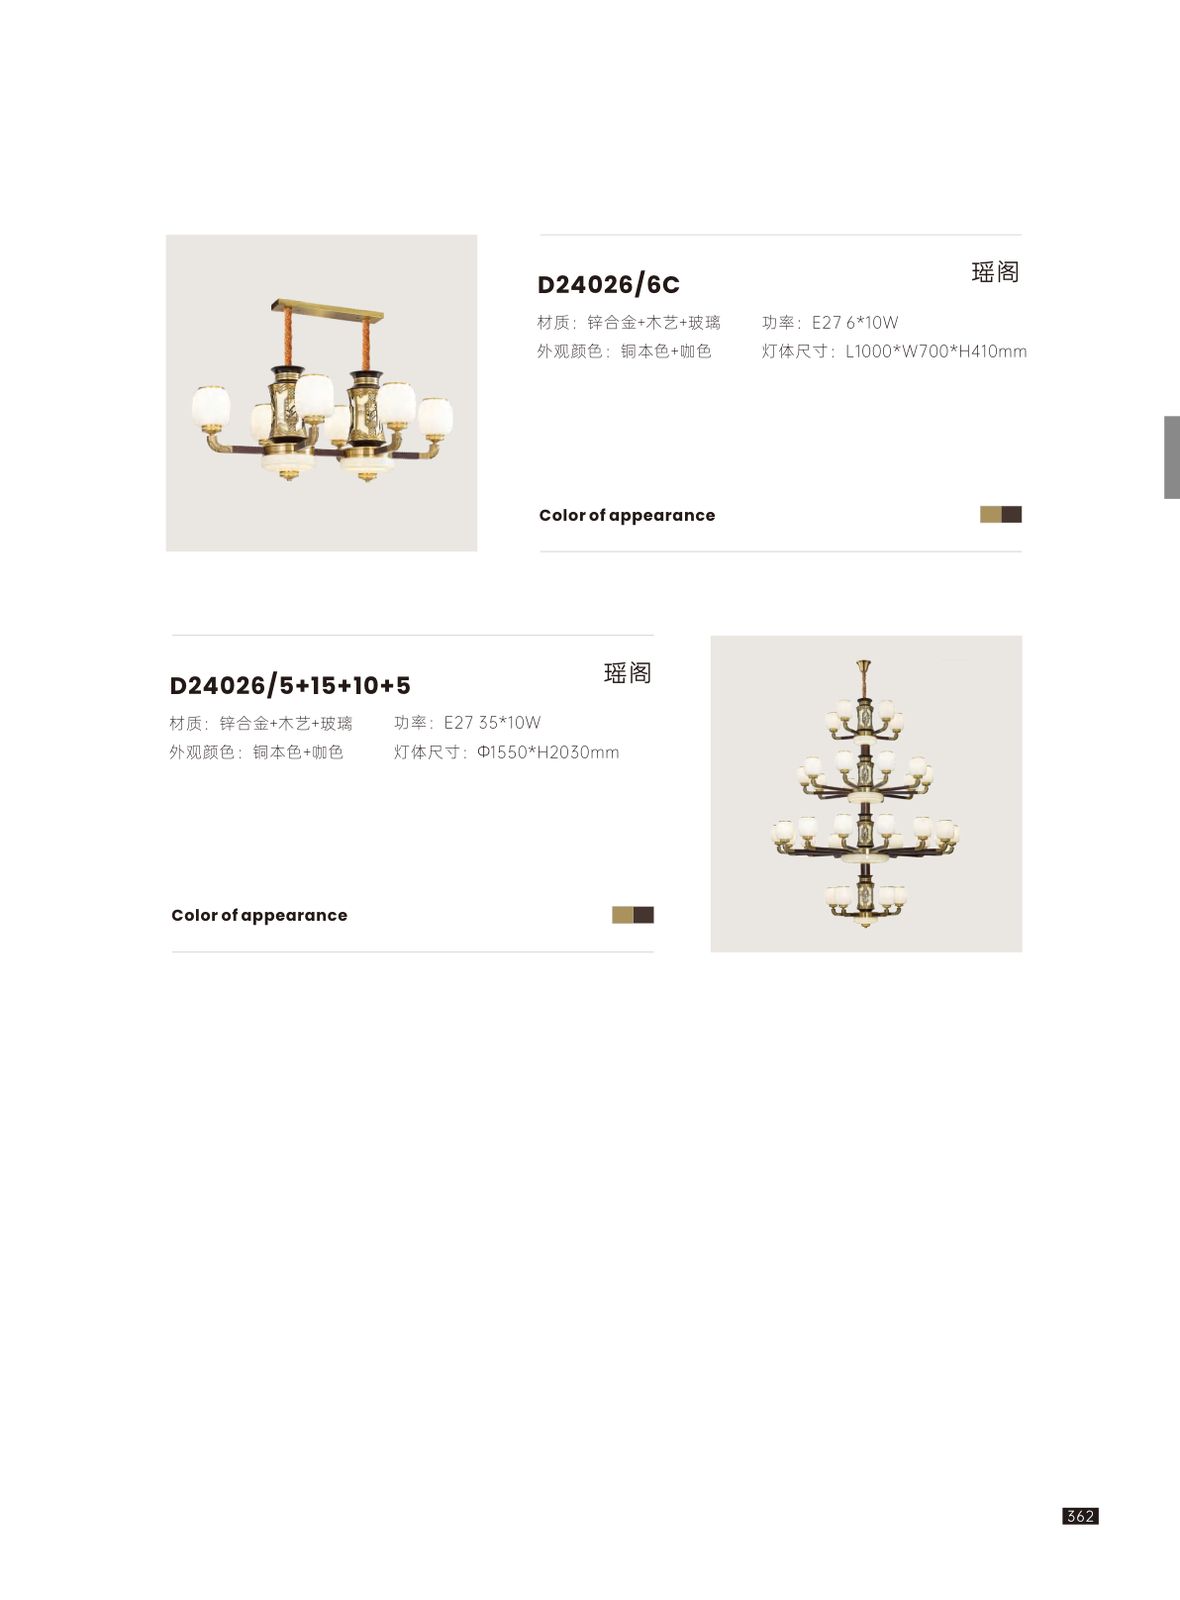 瑶阁
D24026/6C
材质：锌合金+木艺+玻璃 功率：E27 6*10W
外观颜色：铜本色+咖色 灯体尺寸：L1000*W700*H410mm
Color of appearance
瑶阁
D24026/5+15+10+5
材质：锌合金+木艺+玻璃 功率：E27 35*10W
外观颜色：铜本色+咖色 灯体尺寸：Φ1550*H2030mm
Color of appearance
362